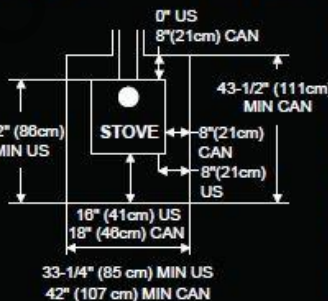 0" US
8"(21cm) CAN
43-1/2" (111cm
MIN CAN
2" (86cm)
MIN US
STOVE
8"(21cm)
CAN
8"(21cm)
US
16" (41cm) US
18" (46cm) CAN
33-1/4" (85 cm) MIN US
42" (107 cm) MIN CAN